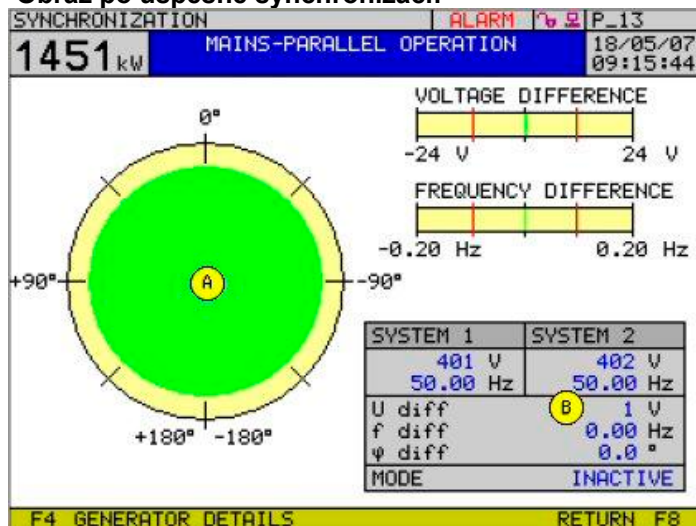 Obraz po úspěšné synchronizaci
SYNCHRONIZATION ALARM P_13
1451 kW MAINS-PARALLEL OPERATION 18/05/07
09:15:44
VOLTAGE DIFFERENCE
0°
-24 V 24 V
FREQUENCY DIFFERENCE
-0.20 Hz 0.20 Hz
+90° A -90°
SYSTEM 1 SYSTEM 2
401 V 402 V
50.00 Hz 50.00 Hz
U diff B 1 V
f diff 0.00 Hz
φ diff 0.0 °
+180° -180°
MODE INACTIVE
F4 GENERATOR DETAILS RETURN F8